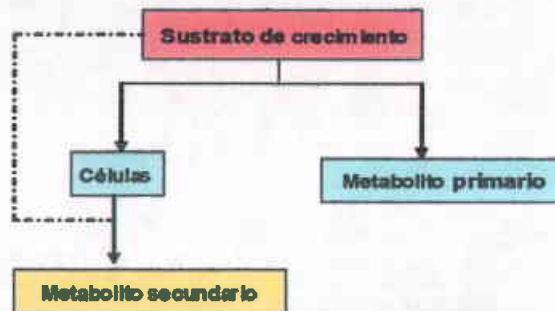 Sustrato de crecimiento
Células
Metabolito primario
Metabolito secundario